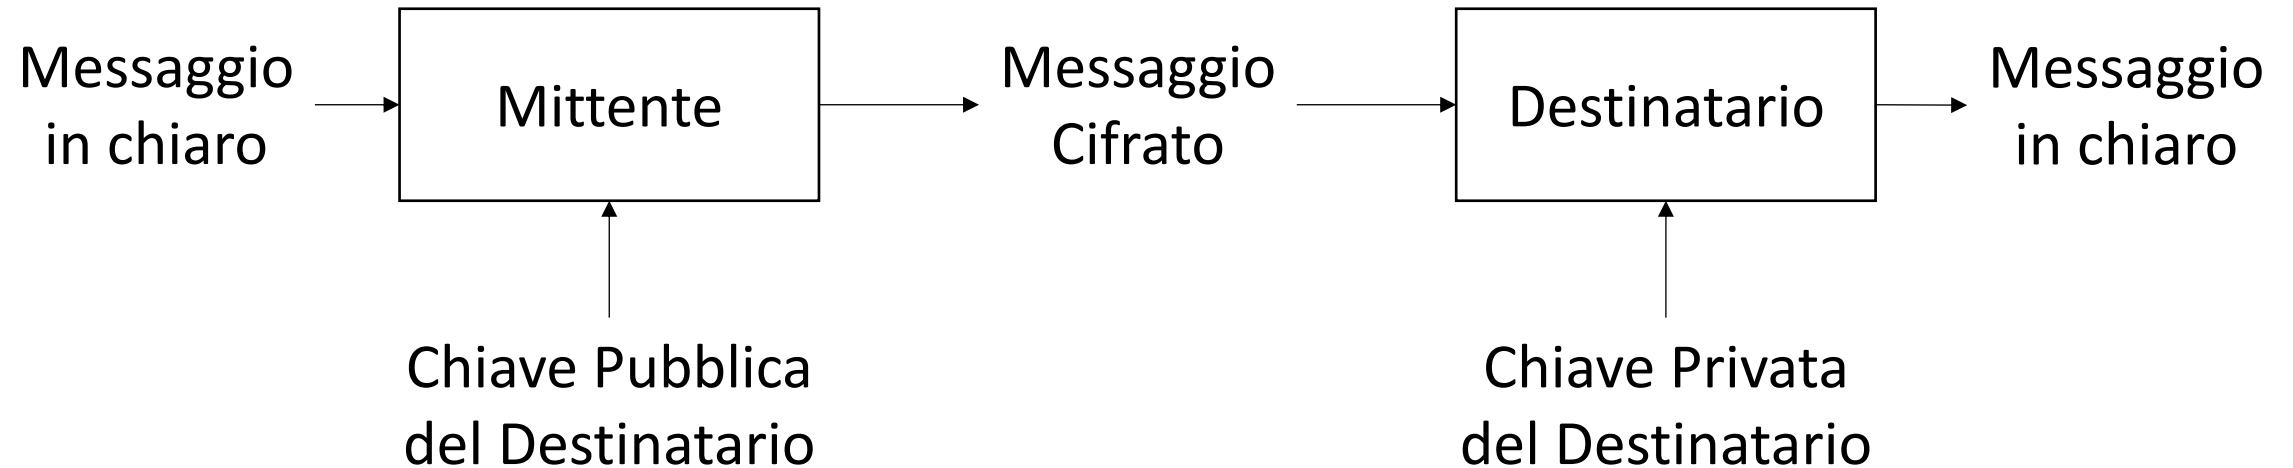 Messaggio
in chiaro
Mittente
Messaggio
Cifrato
Destinatario
Messaggio
in chiaro
Chiave Pubblica
del Destinatario
Chiave Privata
del Destinatario